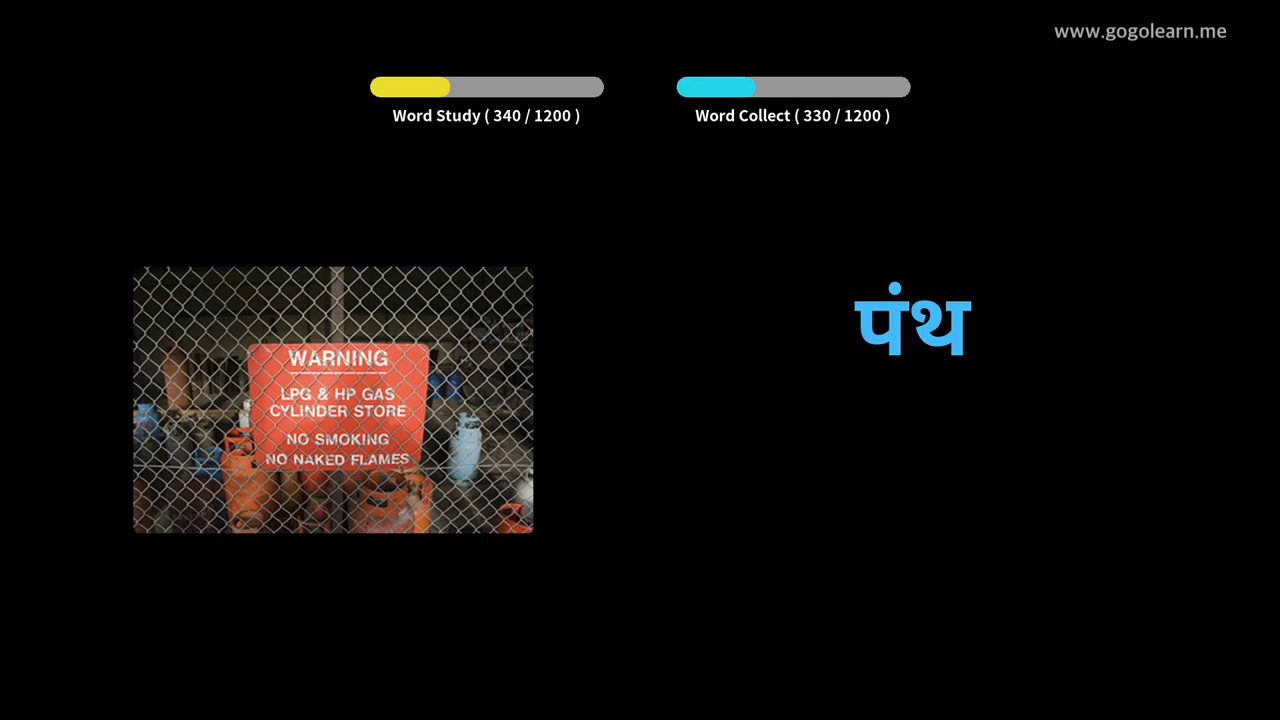 www.gogolearn.me
Word Study ( 340 / 1200 )
Word Collect ( 330 / 1200 )
पंथ
WARNING
LPG & HP GAS
CYLINDER STORE
NO SMOKING
NO NAKED FLAMES